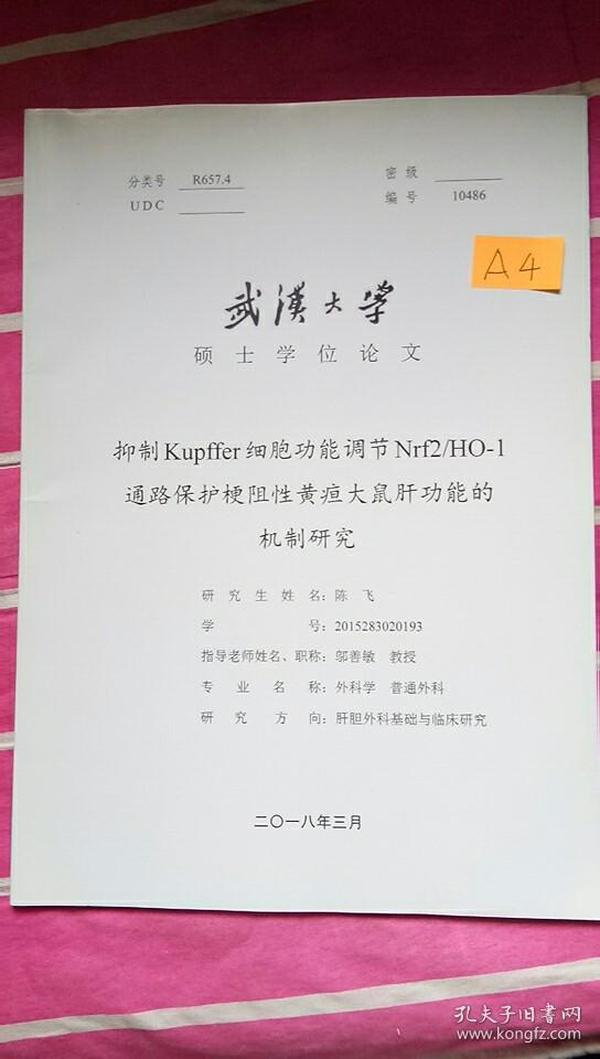 分类号 R657.4
密级
UDC
编号 10486
A4
武漢大學
硕士学位论文
抑制Kupffer细胞功能调节Nrf2/HO-1
通路保护梗阻性黄疸大鼠肝功能的
机制研究
研究生姓名：陈飞
学号：2015283020193
指导老师姓名、职称：邬善敏 教授
专业名称：外科学 普通外科
研究方向：肝胆外科基础与临床研究
二〇一八年三月
孔夫子旧书网
www.kongfz.com